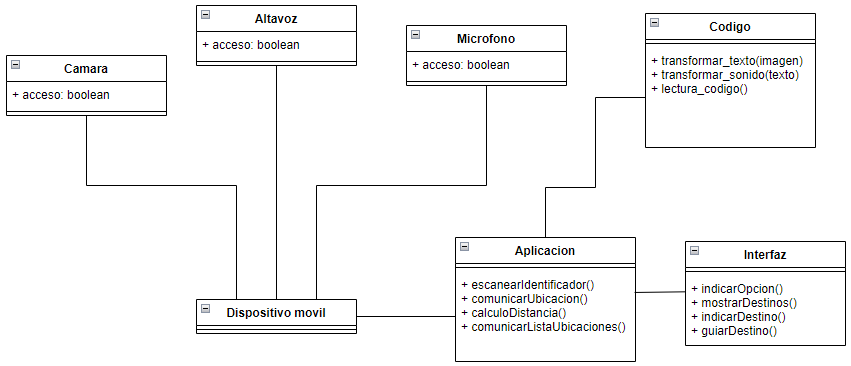 Camara
+ acceso: boolean
Altavoz
+ acceso: boolean
Microfono
+ acceso: boolean
Codigo
+ transformar_texto(imagen)
+ transformar_sonido(texto)
+ lectura_codigo()
Dispositivo movil
Aplicacion
+ escanearIdentificador()
+ comunicarUbicacion()
+ calculoDistancia()
+ comunicarListaUbicaciones()
Interfaz
+ indicarOpcion()
+ mostrarDestinos()
+ indicarDestino()
+ guiarDestino()